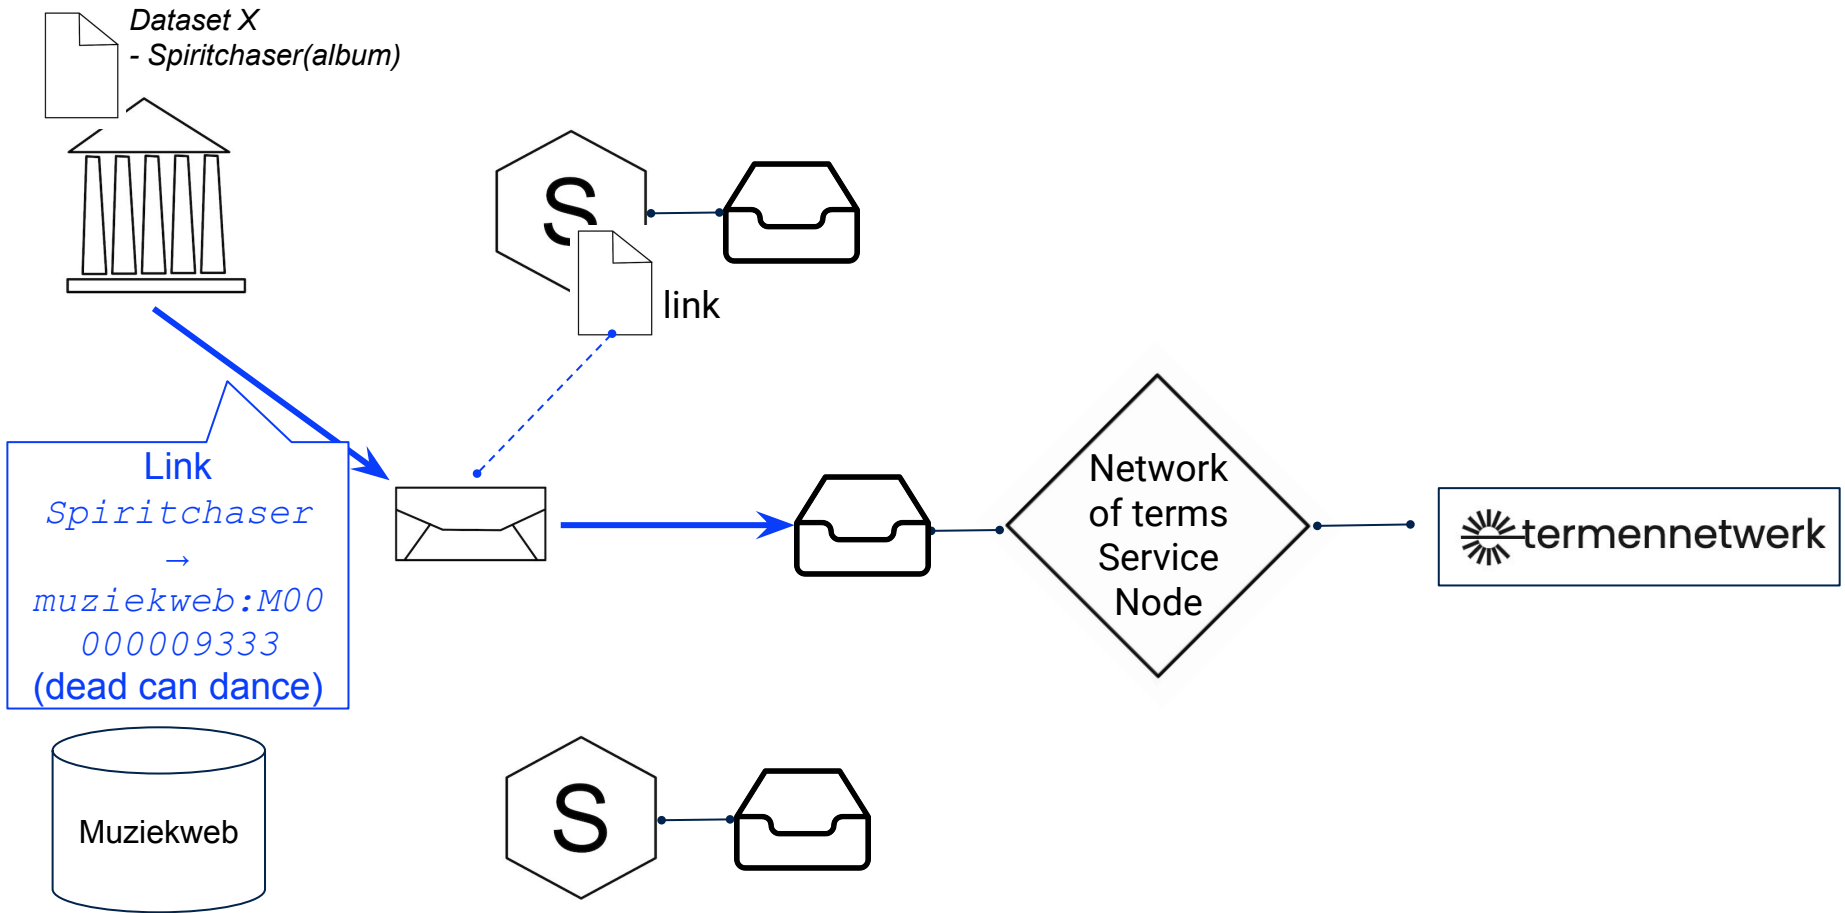 Dataset X
- Spiritchaser(album)
S
link
Link
Spiritchaser
→
muziekweb:M00
000009333
(dead can dance)
Network
of terms
Service
Node
termennetwerk
Muziekweb
S